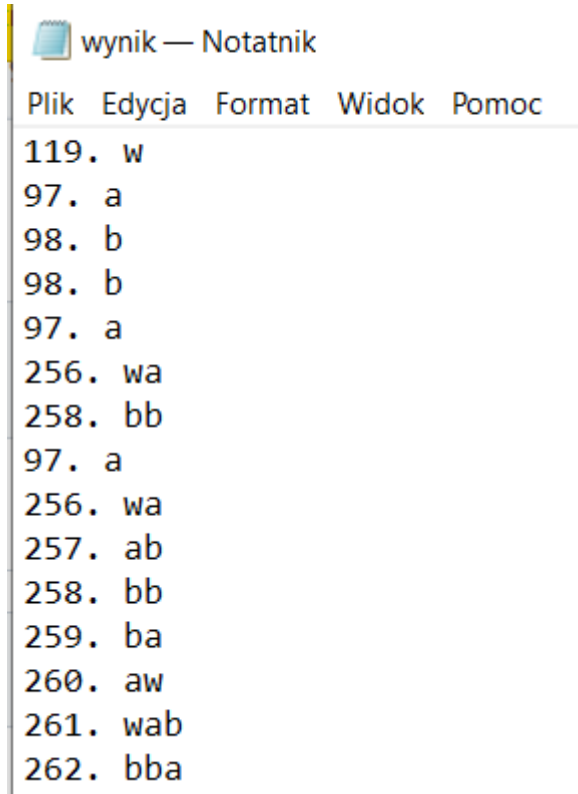 wynik — Notatnik
Plik Edycja Format Widok Pomoc
119. w
97. a
98. b
98. b
97. a
256. wa
258. bb
97. a
256. wa
257. ab
258. bb
259. ba
260. aw
261. wab
262. bba